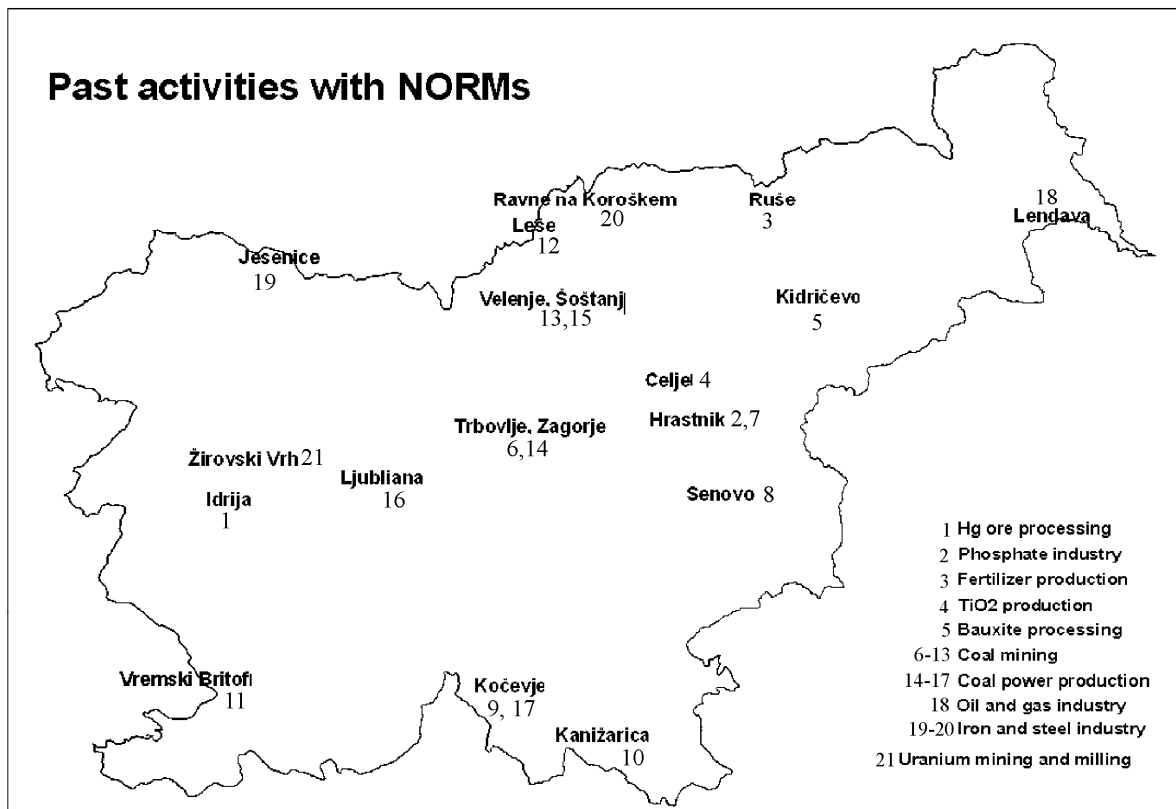 Past activities with NORMs
Ravne na Koroškem
20
Ruše
3
18
Lendava
Leše
12
Jesenice
19
Velenje, Šoštanj
13,15
Kidričevo
5
Celje 4
Hrastnik 2,7
Trbovlje, Zagorje
6,14
Žirovski Vrh 21
Ljubliana
16
Idrija
1
Senovo 8
Vremski Britof
11
Kočevje
9, 17
Kanižarica
10
1 Hg ore processing
2 Phosphate industry
3 Fertilizer production
4 TiO2 production
5 Bauxite processing
6-13 Coal mining
14-17 Coal power production
18 Oil and gas industry
19-20 Iron and steel industry
21 Uranium mining and milling